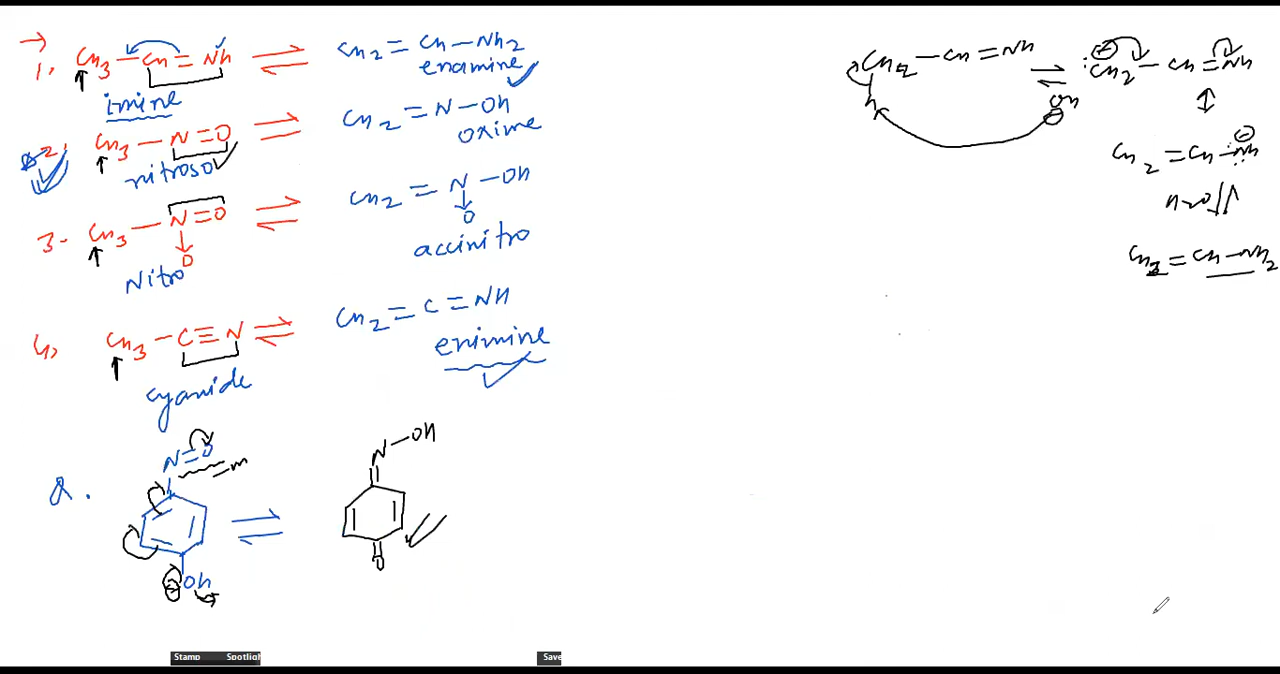 →
1. CH3 – CH = NH ⇌ CH2 = CH – NH2
imine enamine
2. CH3 – N = O ⇌ CH2 = N – OH
nitroso oxime
3. CH3 – N = O ⇌ CH2 = N – OH
↓ ↓
O O
Nitro accinitro
4, CH3 – C ≡ N ⇌ CH2 = C = NH
cyanide enimine
Q. N = O = m N – OH
⇌
OH O
⊖
CH2 – CH = NH ⇌ :CH2 – CH = NH
⊖
H OH
⊖ ↕
CH2 = CH – NH
⊖
H2O
CH2 = CH – NH2
Stamp Spotlight Save